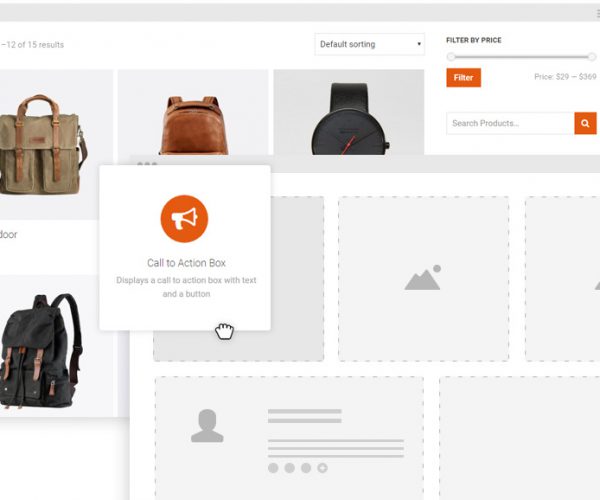 –12 of 15 results
Default sorting
FILTER BY PRICE
Filter
Price: $29 — $369
Search Products…
Call to Action Box
Displays a call to action box with text
and a button
door